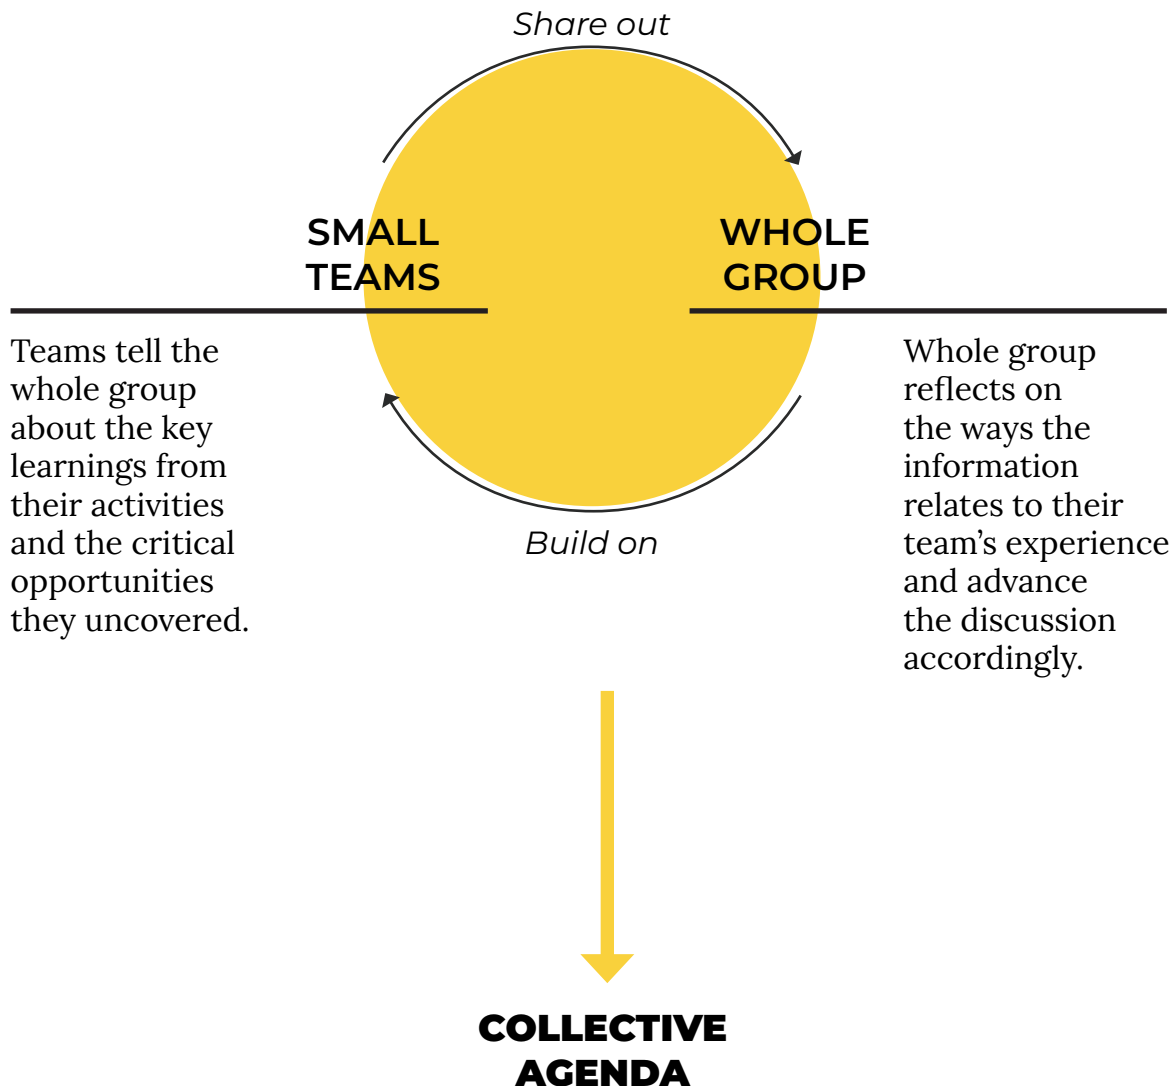 Share out
SMALL
TEAMS
WHOLE
GROUP
Teams tell the
whole group
about the key
learnings from
their activities
and the critical
opportunities
they uncovered.
Whole group
reflects on
the ways the
information
relates to their
team’s experience
and advance
the discussion
accordingly.
Build on
COLLECTIVE
AGENDA